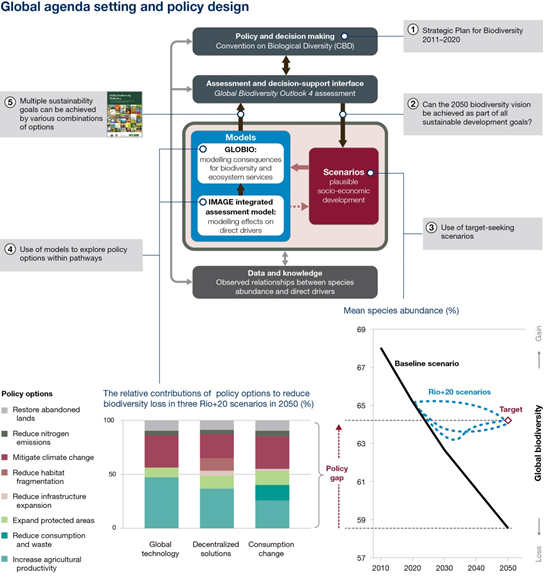 Global agenda setting and policy design
Policy and decision making
Convention on Biological Diversity (CBD)
1 Strategic Plan for Biodiversity
2011–2020
Assessment and decision-support interface
Global Biodiversity Outlook 4 assessment
5 Multiple sustainability
goals can be achieved
by various combinations
of options
2 Can the 2050 biodiversity vision
be achieved as part of all
sustainable development goals?
Models
GLOBIO:
modelling consequences
for biodiversity and
ecosystem services
IMAGE integrated
assessment model:
modelling effects on
direct drivers
Scenarios
plausible
socio-economic
development
3 Use of target-seeking
scenarios
4 Use of models to explore policy
options within pathways
Data and knowledge
Observed relationships between species
abundance and direct drivers
Mean species abundance (%)
69
67
65
63
61
59
57
2010
2020
2030
2040
2050
Baseline scenario
Rio+20 scenarios
Target
Gain
Global biodiversity
Loss
Policy
gap
Policy options
Restore abandoned
lands
Reduce nitrogen
emissions
Mitigate climate change
Reduce habitat
fragmentation
Reduce infrastructure
expansion
Expand protected areas
Reduce consumption
and waste
Increase agricultural
productivity
The relative contributions of policy options to reduce
biodiversity loss in three Rio+20 scenarios in 2050 (%)
100
50
0
Global
technology
Decentralized
solutions
Consumption
change